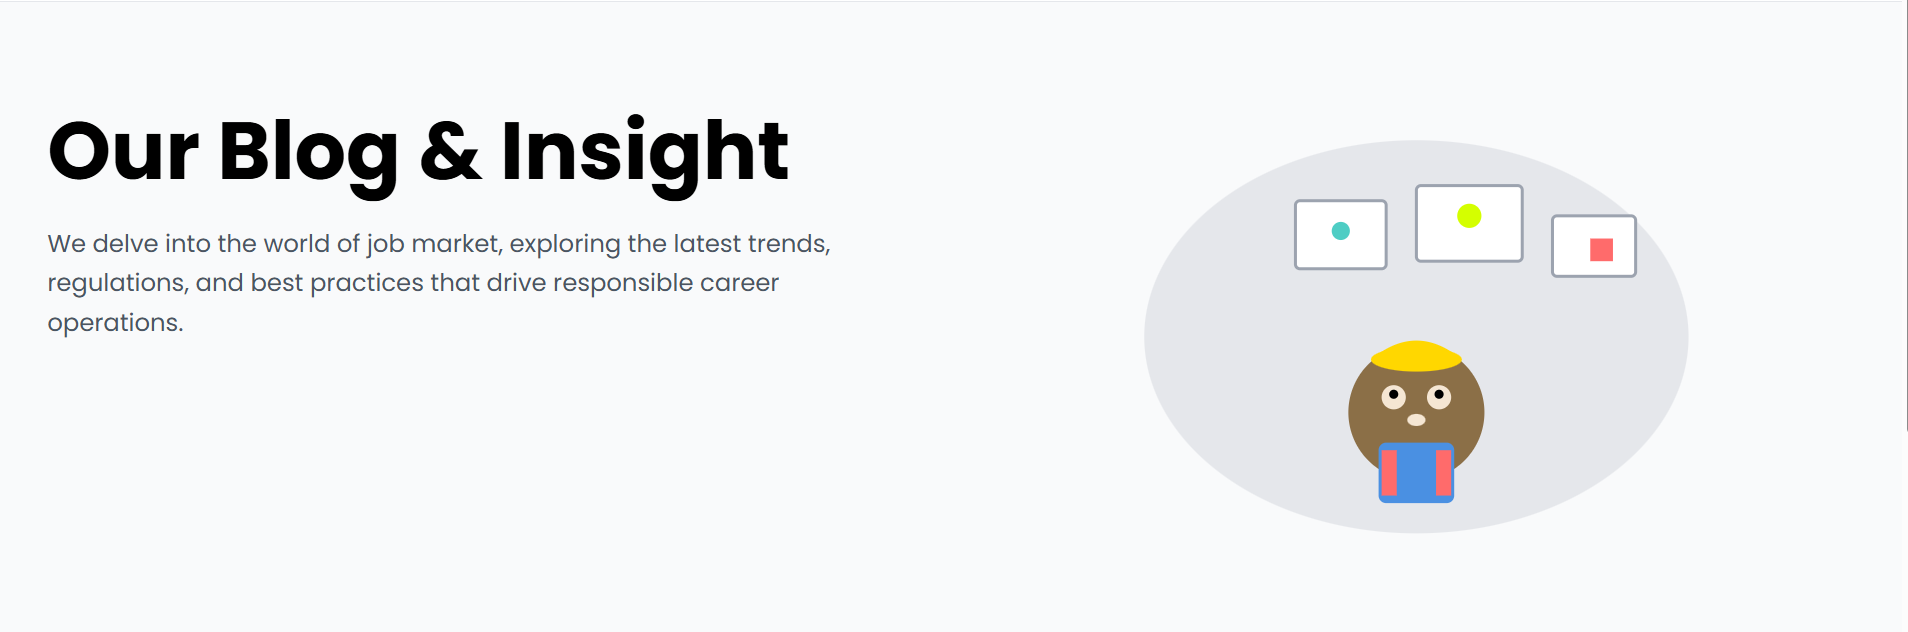 Our Blog & Insight
We delve into the world of job market, exploring the latest trends,
regulations, and best practices that drive responsible career
operations.